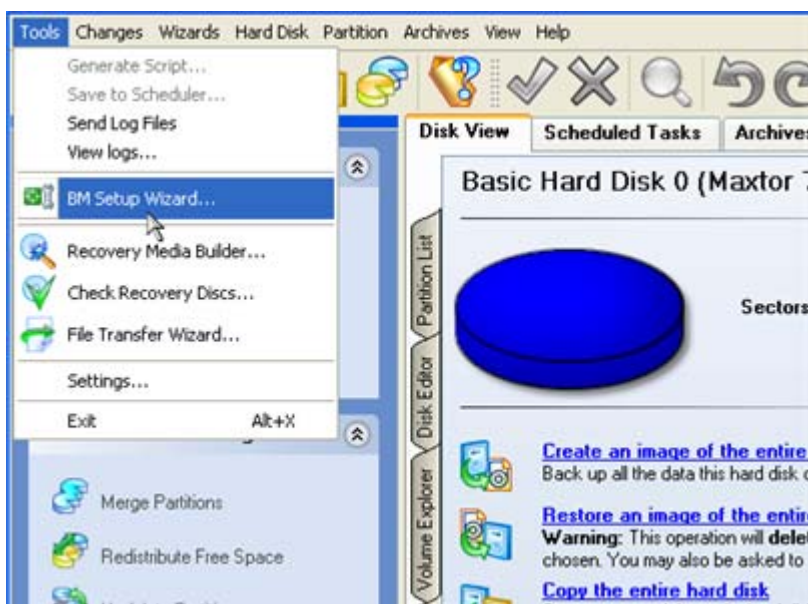 Tools Changes Wizards Hard Disk Partition Archives View Help
Generate Script...
Save to Scheduler...
Send Log Files
View logs...
BM Setup Wizard...
Recovery Media Builder...
Check Recovery Discs...
File Transfer Wizard...
Settings...
Exit Alt+X
Merge Partitions
Redistribute Free Space
Disk View Scheduled Tasks Archives
Partition List
Disk Editor
Volume Explorer
Basic Hard Disk 0 (Maxtor
Sectors
Create an image of the entire
Back up all the data this hard disk
Restore an image of the
Warning: This operation will
chosen. You may also be asked to
Copy the entire hard disk